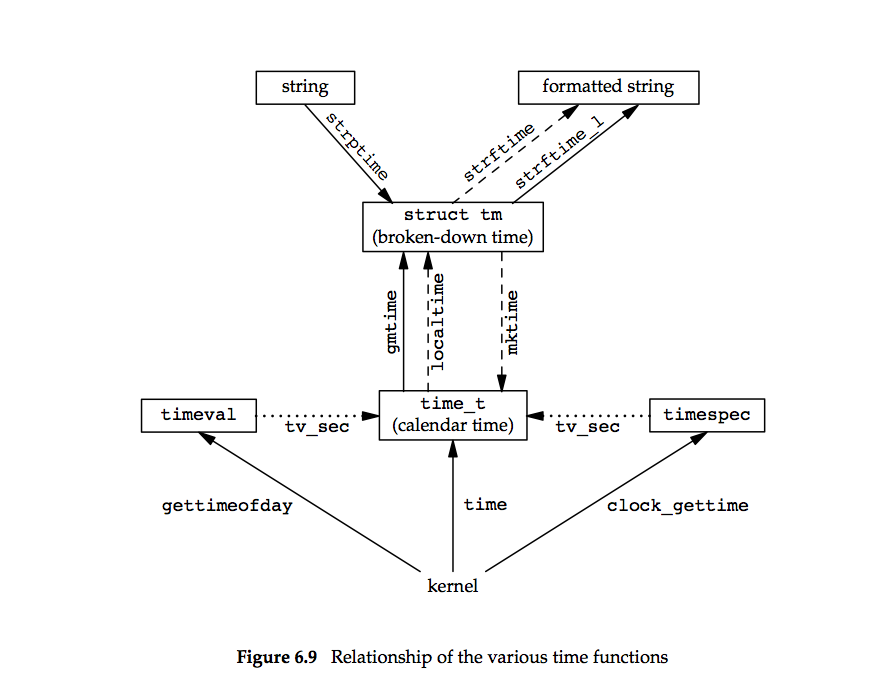 string
formatted string
strptime
strftime
strftime_l
struct tm
(broken-down time)
gmtime
localtime
mktime
timeval
tv_sec
time_t
(calendar time)
tv_sec
timespec
gettimeofday
time
clock_gettime
kernel
Figure 6.9 Relationship of the various time functions